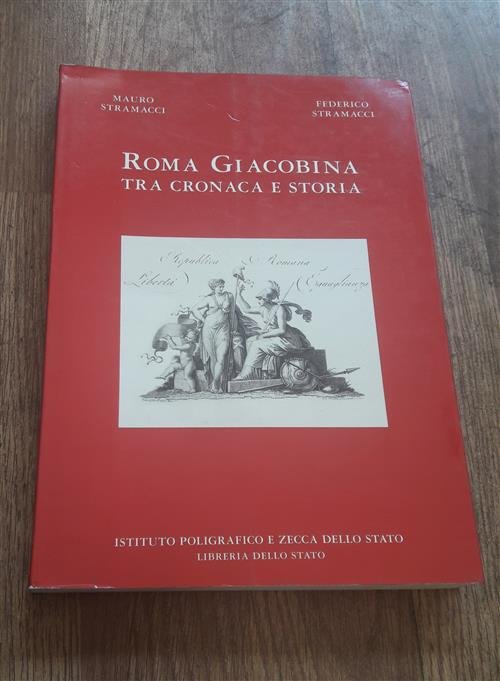 MAURO
STRAMACCI
FEDERICO
STRAMACCI
ROMA GIACOBINA
TRA CRONACA E STORIA
Republica Romana
Libertà Eguaglianza
ISTITUTO POLIGRAFICO E ZECCA DELLO STATO
LIBRERIA DELLO STATO